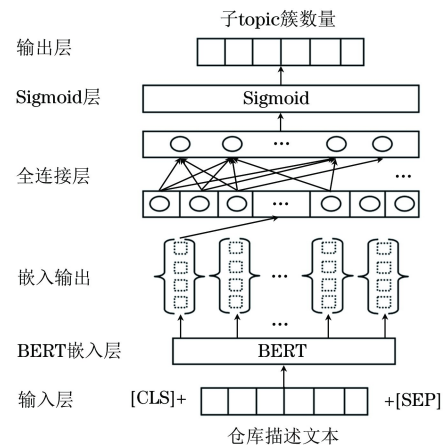 子topic簇数量
输出层
Sigmoid层
Sigmoid
...
全连接层
...
...
嵌入输出
...
...
BERT嵌入层
BERT
输入层
[CLS]+
+[SEP]
仓库描述文本